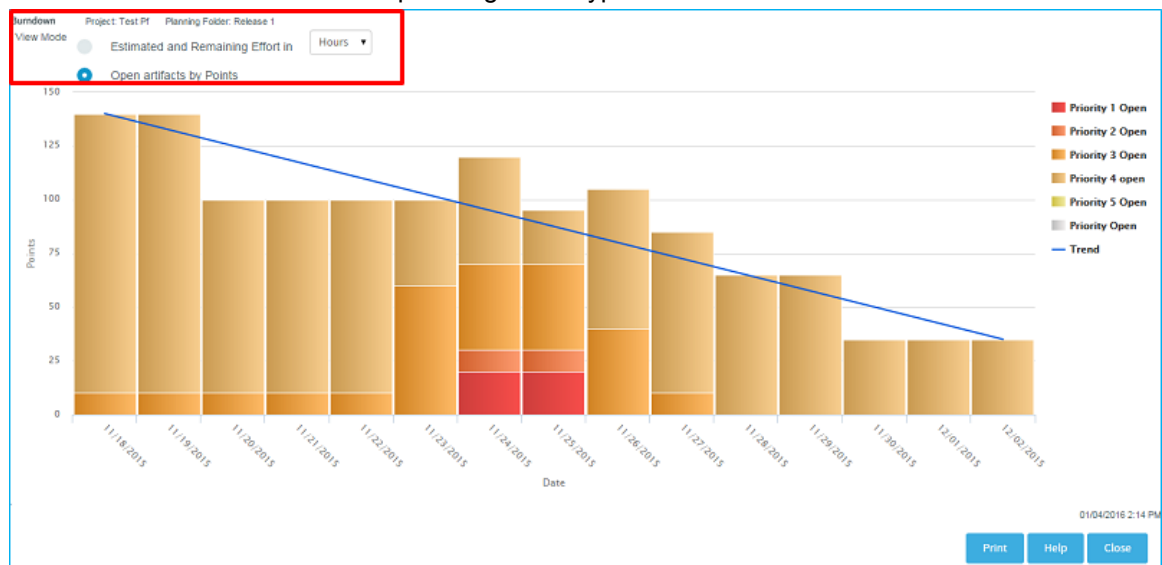 Burndown Project: Test Pf Planning Folder: Release 1
View Mode
Estimated and Remaining Effort in Hours
Open artifacts by Points
150
125
100
75
50
25
0
Points
11/18/2015
11/19/2015
11/20/2015
11/21/2015
11/22/2015
11/23/2015
11/24/2015
11/25/2015
11/26/2015
11/27/2015
11/28/2015
11/29/2015
11/30/2015
12/01/2015
12/02/2015
Date
Priority 1 Open
Priority 2 Open
Priority 3 Open
Priority 4 open
Priority 5 Open
Priority Open
Trend
01/04/2016 2:14 PM
Print Help Close